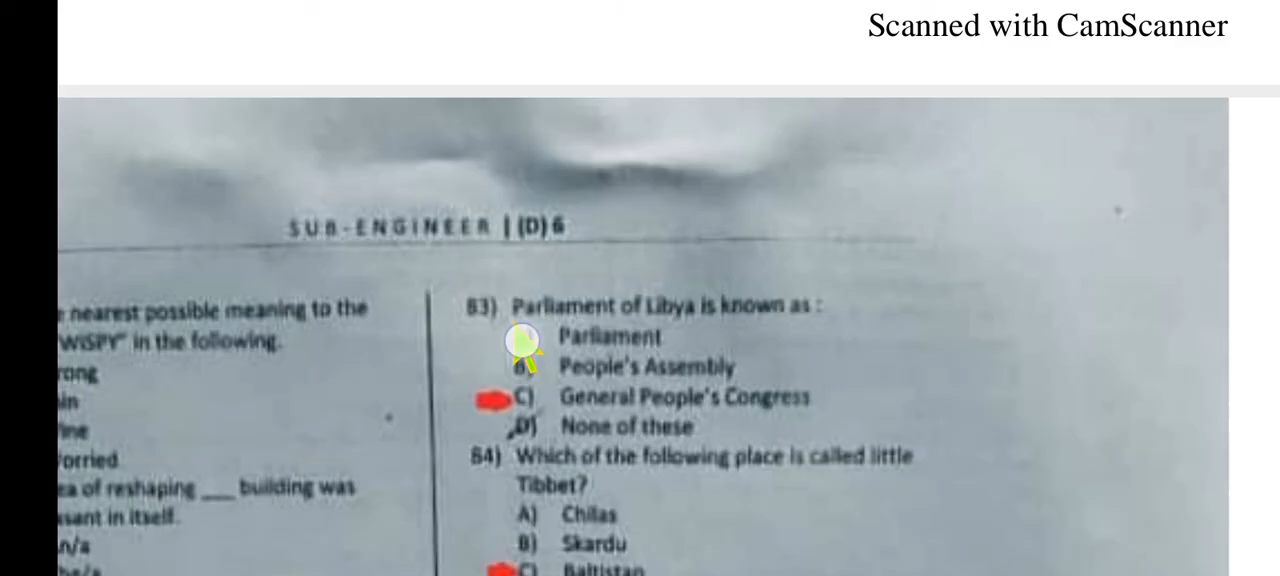 Scanned with CamScanner
SUB-ENGINEER | (D) 6
nearest possible meaning to the
WISPY" in the following.
rong
in
ine
orried
ea of reshaping ___ building was
sant in itself.
n/a
he/a
83) Parliament of Libya is known as :
Parliament
B) People's Assembly
C) General People's Congress
D) None of these
84) Which of the following place is called little
Tibbet?
A) Chilas
B) Skardu
C) Baltistan